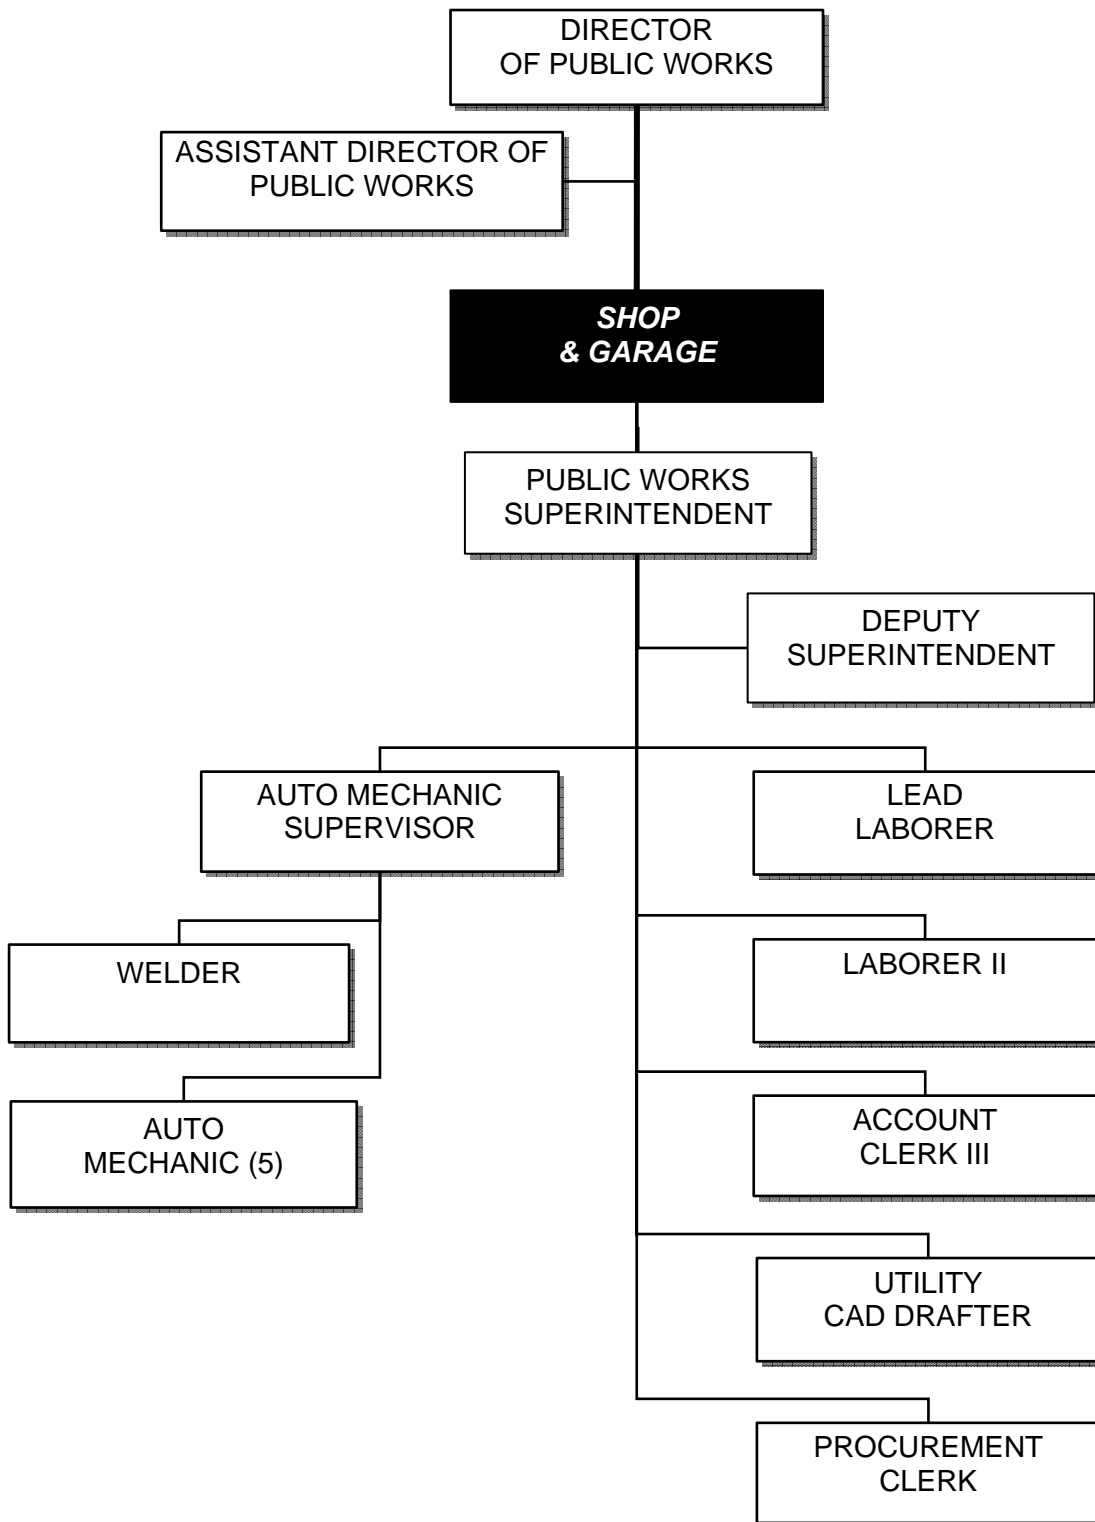 DIRECTOR
OF PUBLIC WORKS
ASSISTANT DIRECTOR OF
PUBLIC WORKS
SHOP
& GARAGE
PUBLIC WORKS
SUPERINTENDENT
DEPUTY
SUPERINTENDENT
AUTO MECHANIC
SUPERVISOR
LEAD
LABORER
WELDER
LABORER II
AUTO
MECHANIC (5)
ACCOUNT
CLERK III
UTILITY
CAD DRAFTER
PROCUREMENT
CLERK